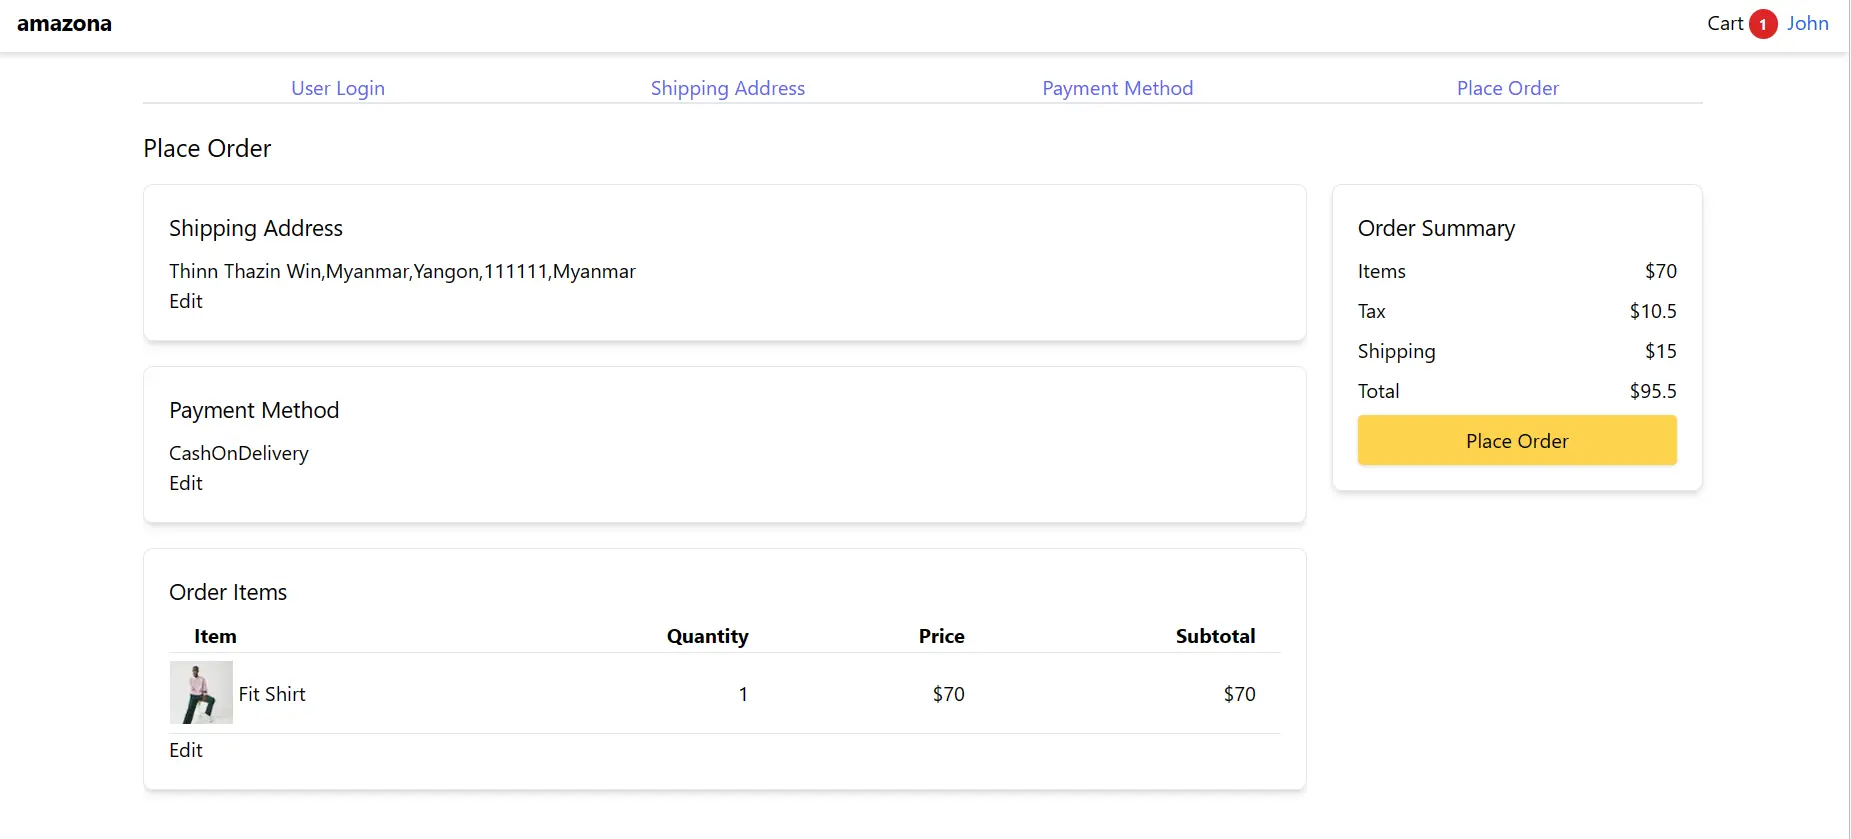 amazona
Cart 1 John
User Login Shipping Address Payment Method Place Order
Place Order
Shipping Address
Thinn Thazin Win,Myanmar,Yangon,111111,Myanmar
Edit
Payment Method
CashOnDelivery
Edit
Order Items
Item Quantity Price Subtotal
Fit Shirt 1 $70 $70
Edit
Order Summary
Items $70
Tax $10.5
Shipping $15
Total $95.5
Place Order